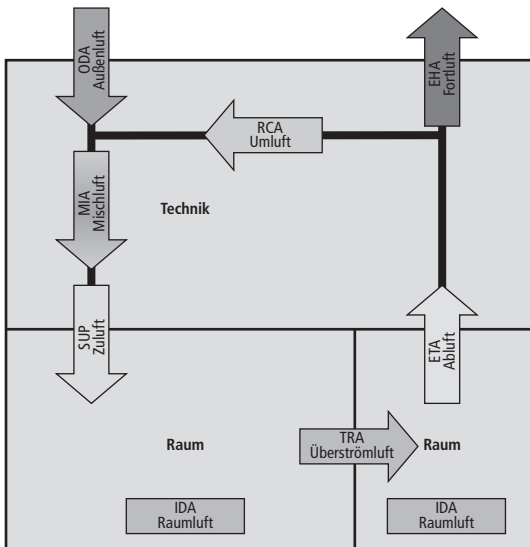 ODA
Außenluft
EHA
Fortluft
RCA
Umluft
MIA
Mischluft
Technik
SUP
Zuluft
ETA
Abluft
Raum
TRA
Überströmluft
Raum
IDA
Raumluft
IDA
Raumluft